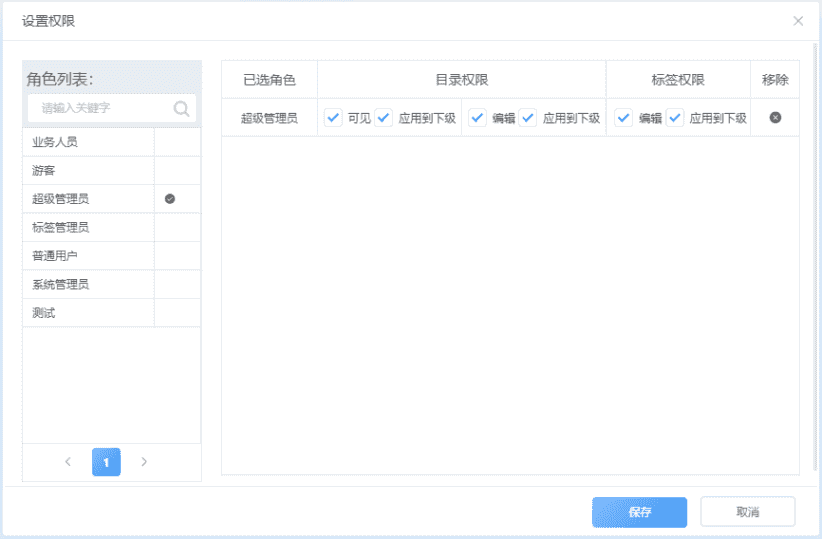 设置权限
角色列表：
请输入关键字
业务人员
游客
超级管理员
标签管理员
普通用户
系统管理员
测试
1
已选角色 目录权限 标签权限 移除
超级管理员 可见 应用到下级 编辑 应用到下级 编辑 应用到下级
保存 取消